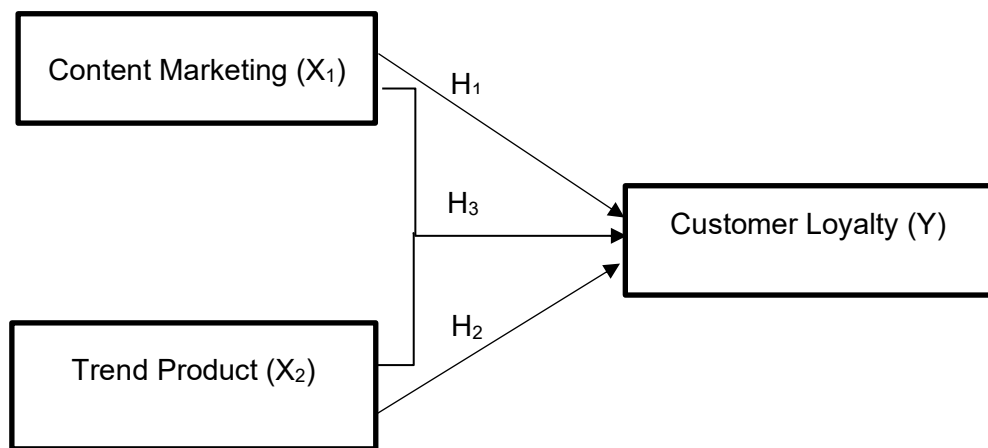 Content Marketing (X₁)
H₁
H₃
Customer Loyalty (Y)
H₂
Trend Product (X₂)